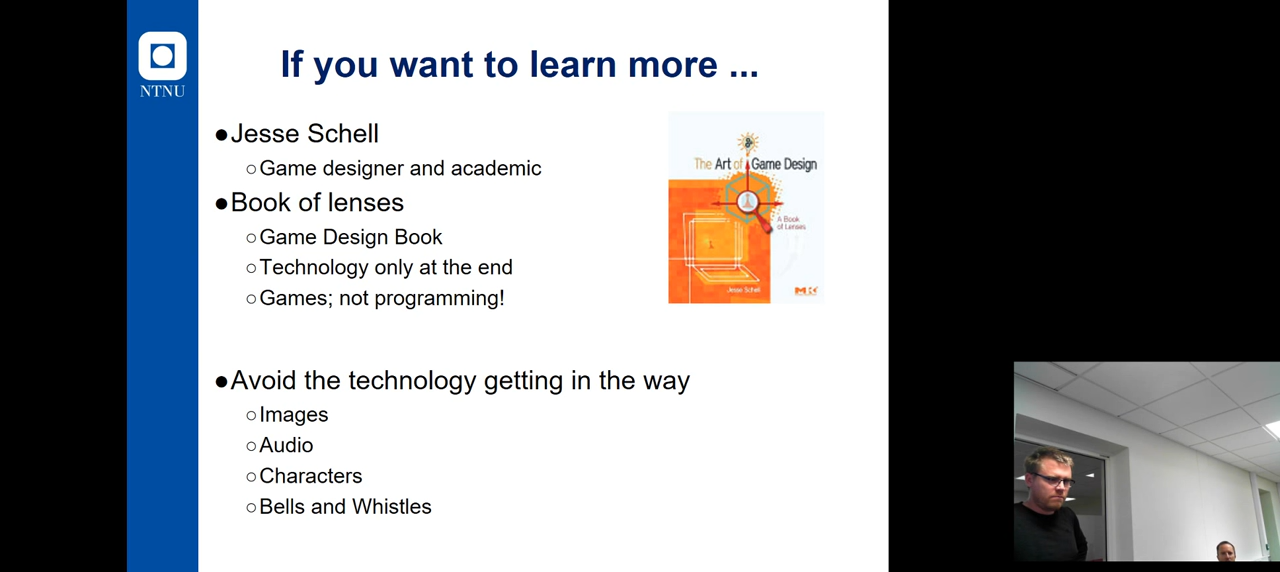 NTNU
If you want to learn more ...
●Jesse Schell
○Game designer and academic
●Book of lenses
○Game Design Book
○Technology only at the end
○Games; not programming!
●Avoid the technology getting in the way
○Images
○Audio
○Characters
○Bells and Whistles
The Art of Game Design
A Book
of Lenses
Jesse Schell
MK